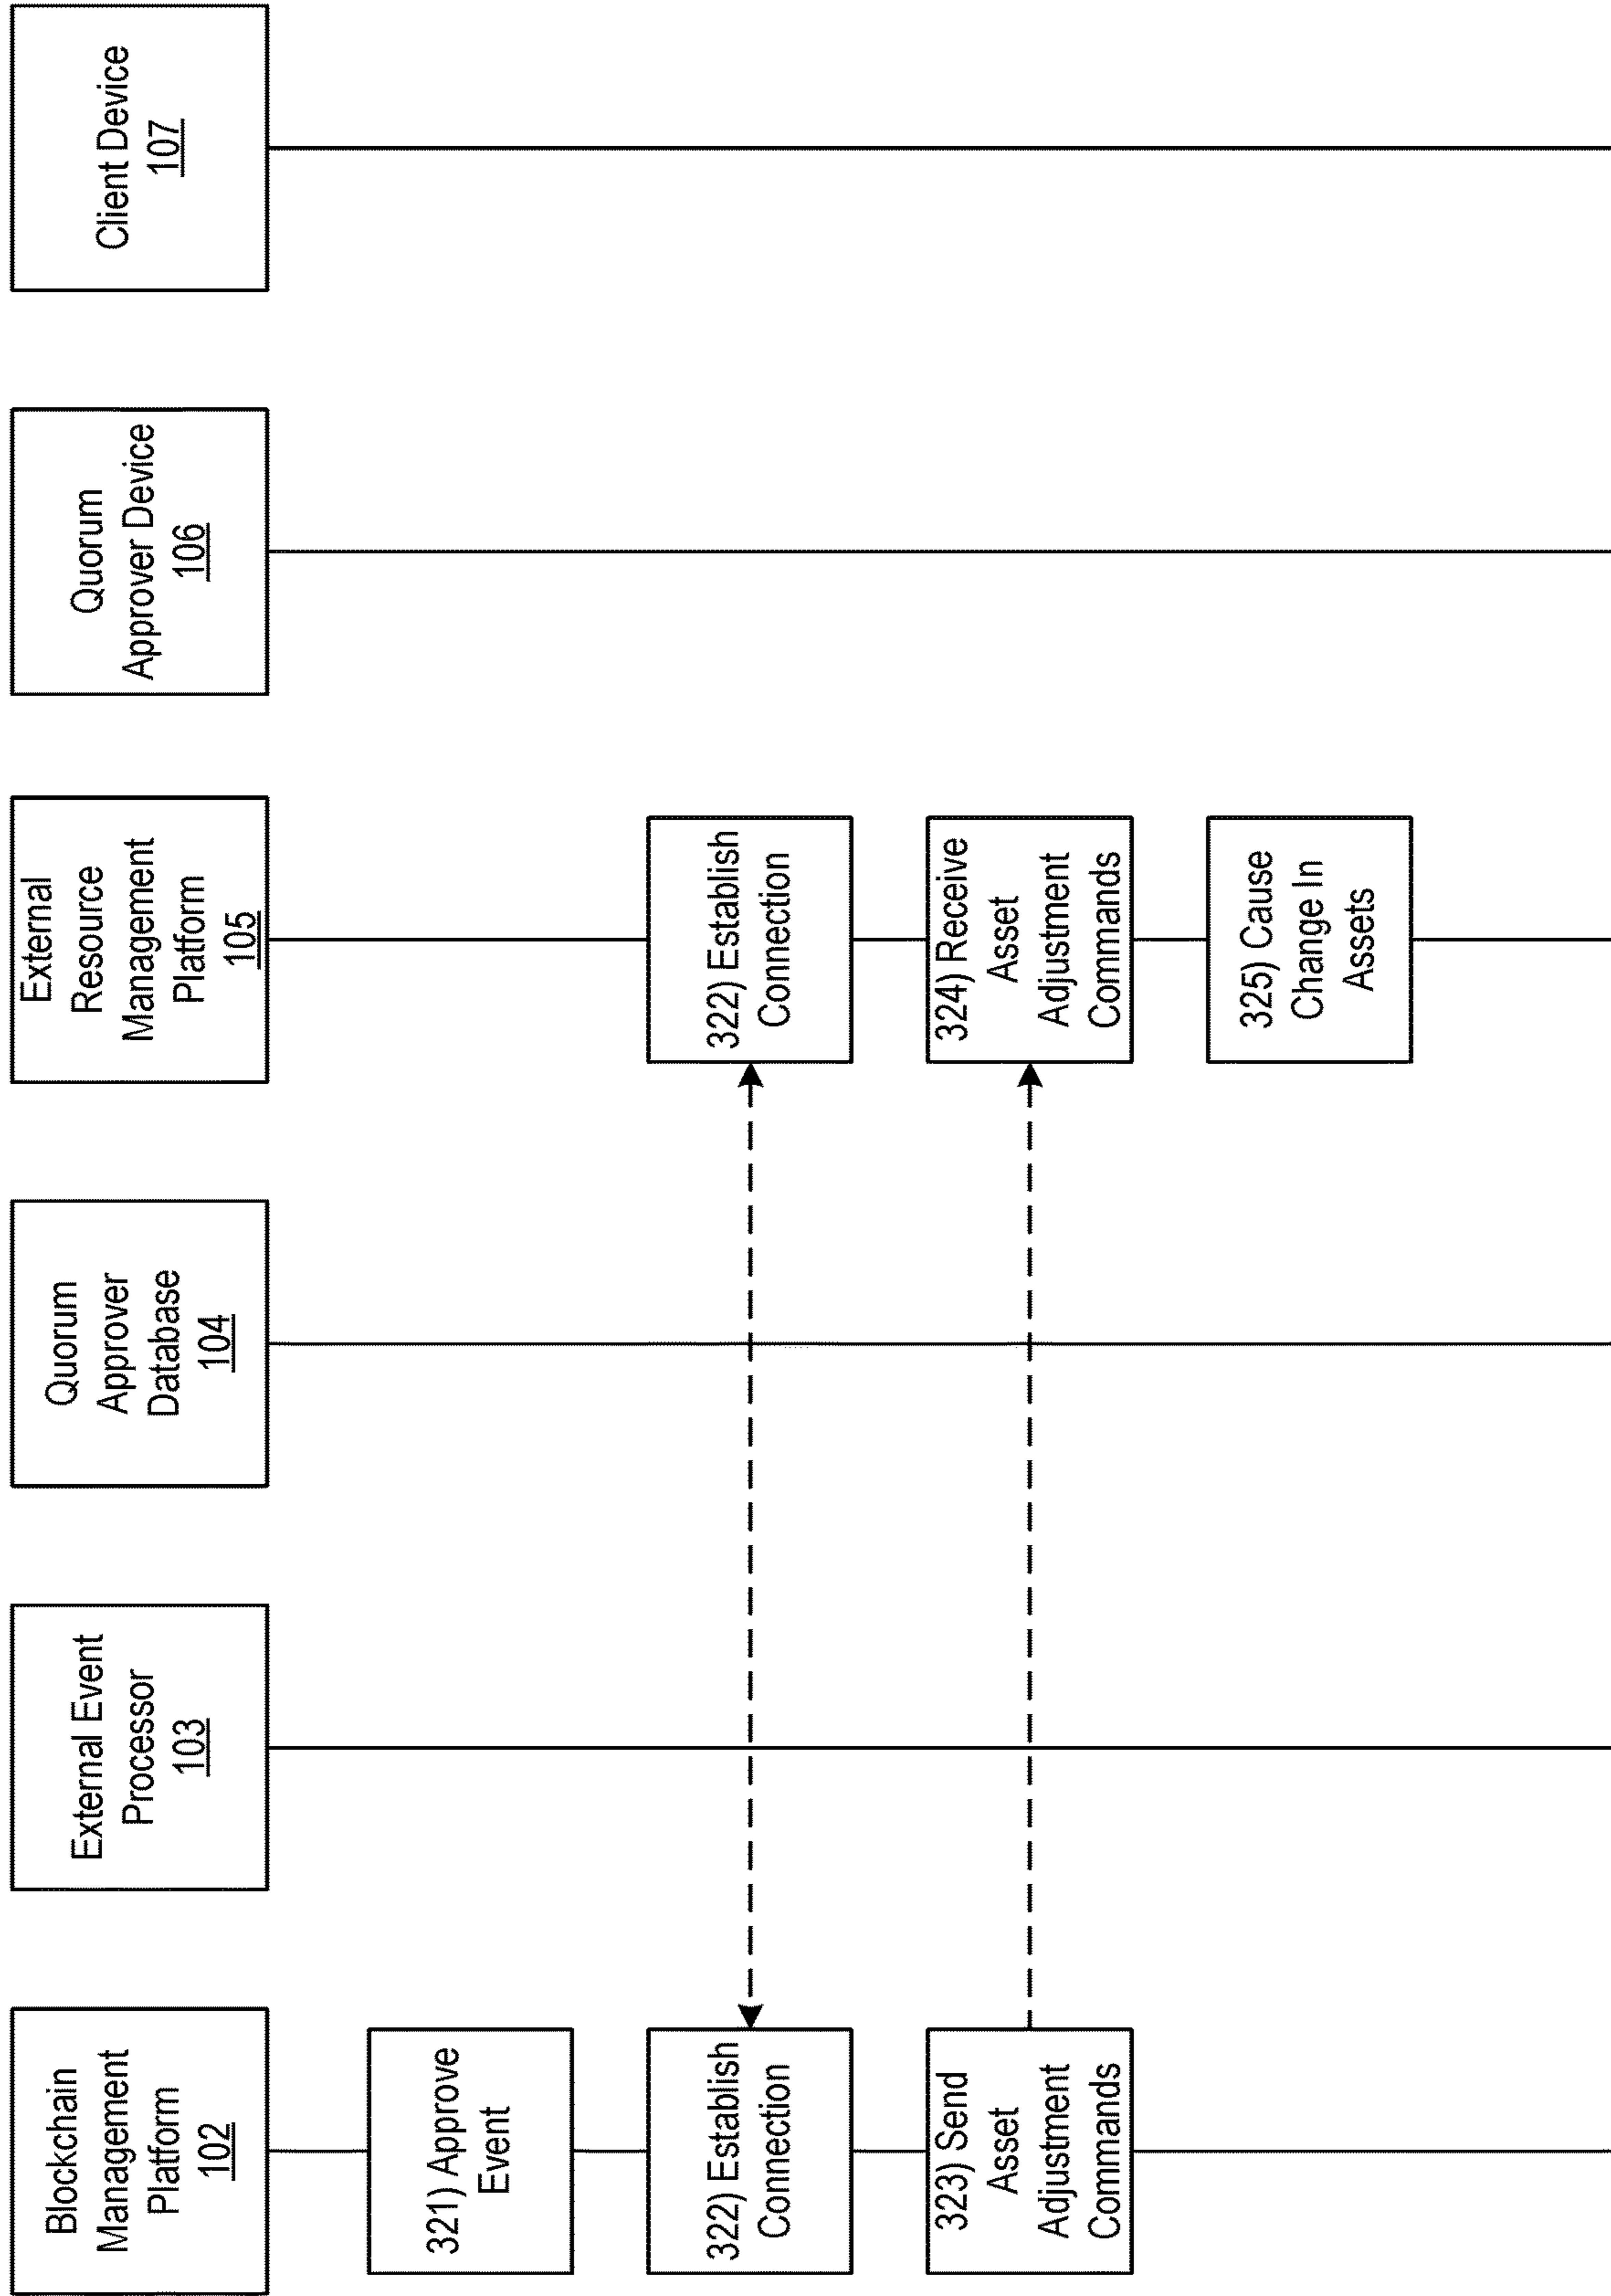 Blockchain
Management
Platform
102
External Event
Processor
103
Quorum
Approver
Database
104
External
Resource
Management
Platform
105
Quorum
Approver Device
106
Client Device
107
321) Approve
Event
322) Establish
Connection
322) Establish
Connection
323) Send
Asset
Adjustment
Commands
324) Receive
Asset
Adjustment
Commands
325) Cause
Change In
Assets